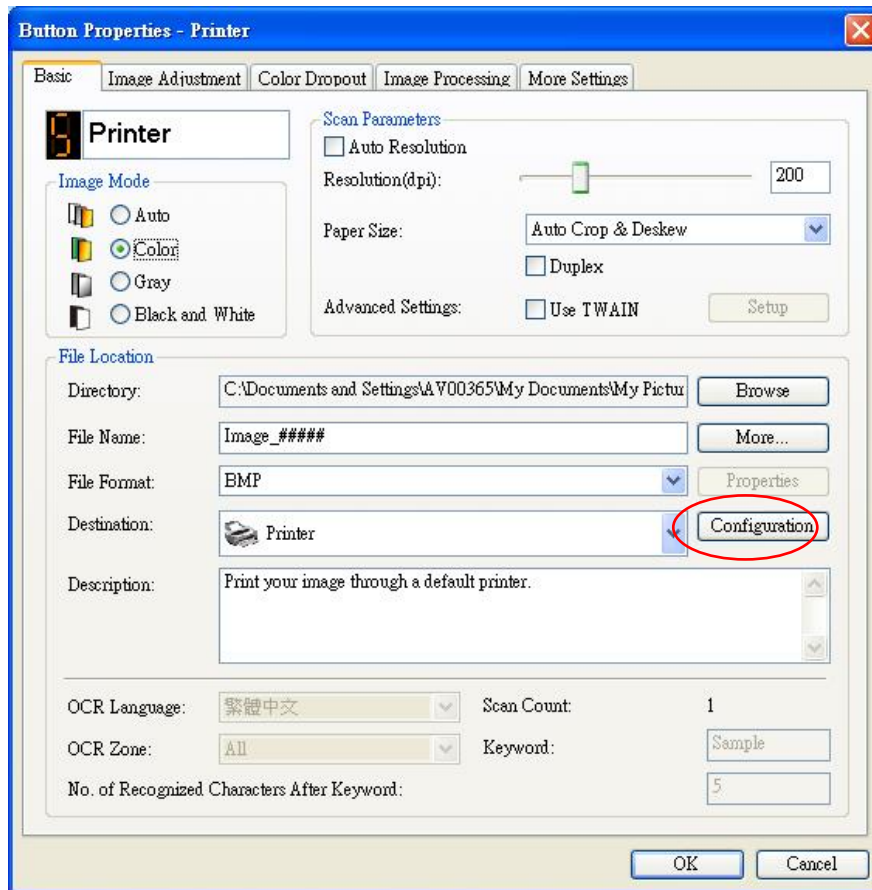 Button Properties - Printer
Basic Image Adjustment Color Dropout Image Processing More Settings
Printer
Image Mode
Auto
Color
Gray
Black and White
Scan Parameters
Auto Resolution
Resolution(dpi): 200
Paper Size: Auto Crop & Deskew
Duplex
Advanced Settings: Use TWAIN Setup
File Location
Directory: C:\Documents and Settings\AV00365\My Documents\My Pictur Browse
File Name: Image_##### More...
File Format: BMP Properties
Destination: Printer Configuration
Description: Print your image through a default printer.
OCR Language: 繁體中文 Scan Count: 1
OCR Zone: All Keyword: Sample
No. of Recognized Characters After Keyword: 5
OK Cancel